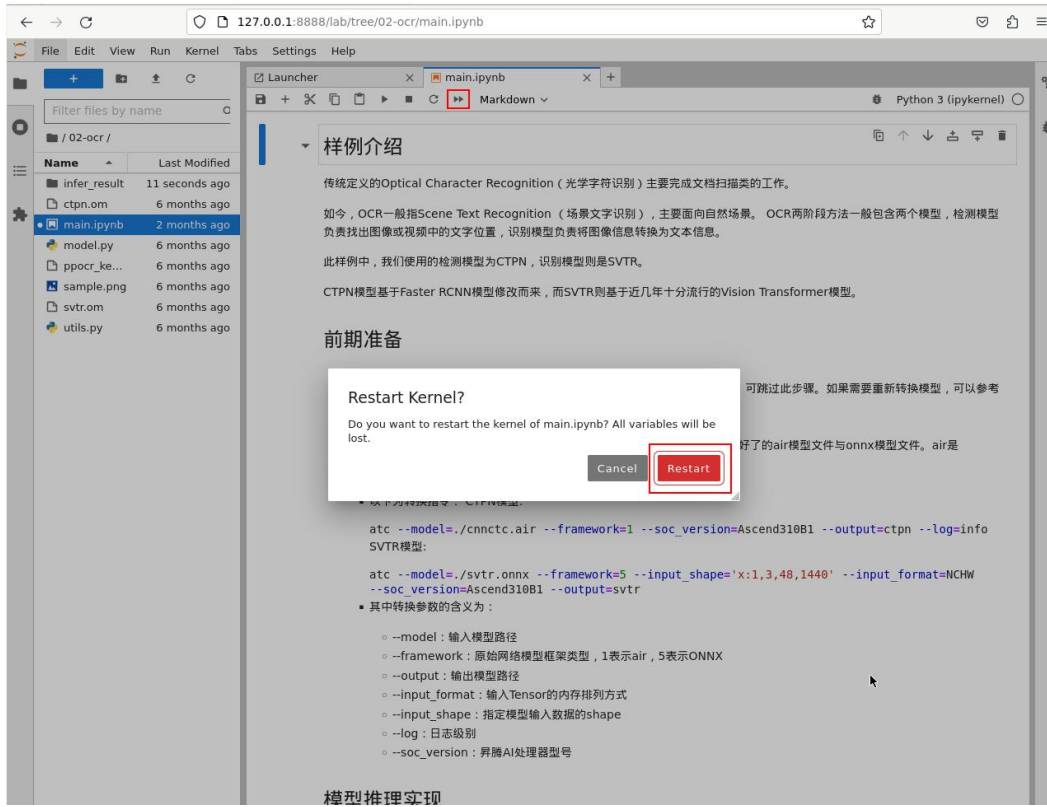 127.0.0.1:8888/lab/tree/02-ocr/main.ipynb
File Edit View Run Kernel Tabs Settings Help
Launcher
main.ipynb
Markdown
Python 3 (ipykernel)
Filter files by name
/ 02-ocr /
Name Last Modified
infer_result 11 seconds ago
ctpn.om 6 months ago
main.ipynb 2 months ago
model.py 6 months ago
ppocr_ke... 6 months ago
sample.png 6 months ago
svtr.om 6 months ago
utils.py 6 months ago
样例介绍
传统定义的Optical Character Recognition（光学字符识别）主要完成文档扫描类的工作。
如今，OCR一般指Scene Text Recognition （场景文字识别），主要面向自然场景。 OCR两阶段方法一般包含两个模型，检测模型
负责找出图像或视频中的文字位置，识别模型负责将图像信息转换为文本信息。
此样例中，我们使用的检测模型为CTPN，识别模型则是SVTR。
CTPN模型基于Faster RCNN模型修改而来，而SVTR则基于近几年十分流行的Vision Transformer模型。
前期准备
可跳过此步骤。如果需要重新转换模型，可以参考
好了的air模型文件与onnx模型文件。air是
Restart Kernel?
Do you want to restart the kernel of main.ipynb? All variables will be
lost.
Cancel Restart
以下为转换指令： CTPN模型:
atc --model=./cnnctc.air --framework=1 --soc_version=Ascend310B1 --output=ctpn --log=info
SVTR模型:
atc --model=./svtr.onnx --framework=5 --input_shape='x:1,3,48,1440' --input_format=NCHW
--soc_version=Ascend310B1 --output=svtr
其中转换参数的含义为：
--model：输入模型路径
--framework：原始网络模型框架类型，1表示air，5表示ONNX
--output：输出模型路径
--input_format：输入Tensor的内存排列方式
--input_shape：指定模型输入数据的shape
--log：日志级别
--soc_version：昇腾AI处理器型号
模型推理实现